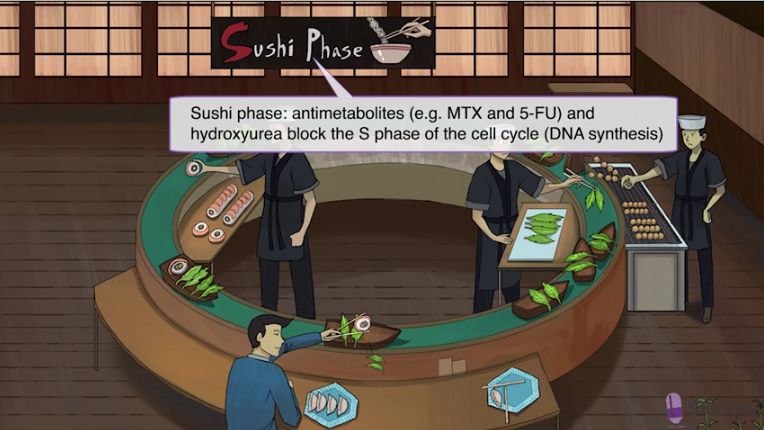 Sushi Phase
Sushi phase: antimetabolites (e.g. MTX and 5-FU) and
hydroxyurea block the S phase of the cell cycle (DNA synthesis)